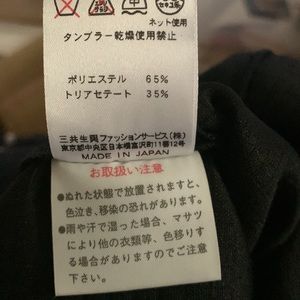 ネット使用
タンブラー乾燥使用禁止
ポリエステル 65%
トリアセテート 35%
三共生興ファッションサービス(株)
東京都中央区日本橋富沢町11番12号
MADE IN JAPAN
お取扱い注意
●ぬれた状態で放置されますと、
色泣き、移染の恐れがあります。
●雨や汗で湿った場合、マサツ
により他の衣類等、色移りす
る場合がありますのでご注意
下さい。